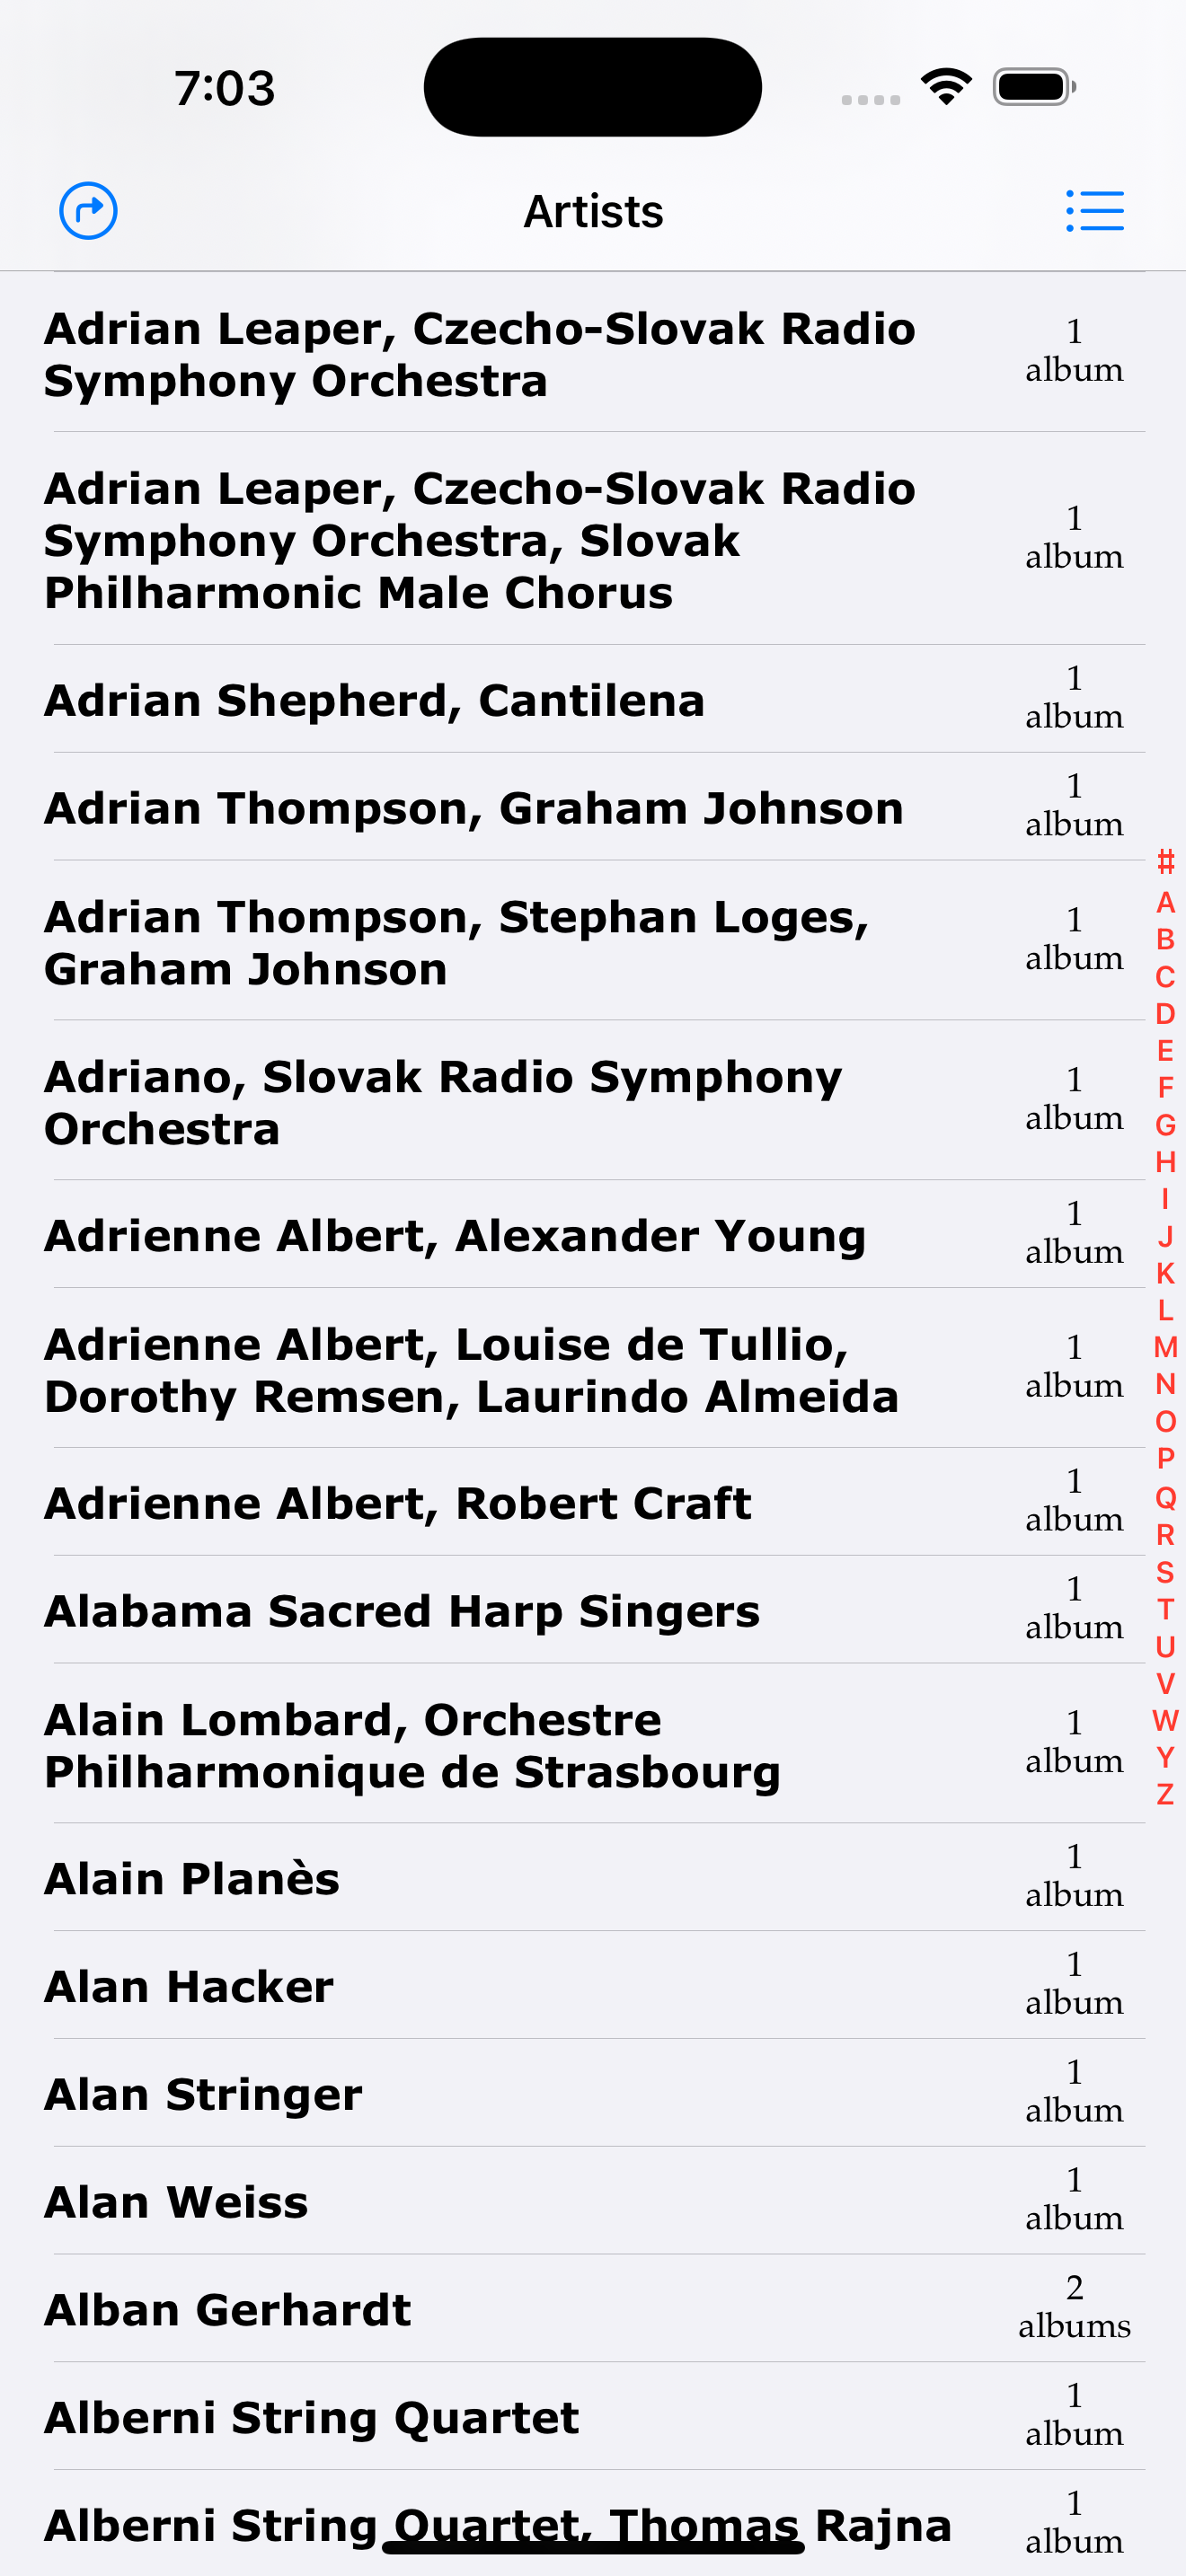 7:03
Artists
Adrian Leaper, Czecho-Slovak Radio
Symphony Orchestra
1
album
Adrian Leaper, Czecho-Slovak Radio
Symphony Orchestra, Slovak
Philharmonic Male Chorus
1
album
Adrian Shepherd, Cantilena
1
album
Adrian Thompson, Graham Johnson
1
album
Adrian Thompson, Stephan Loges,
Graham Johnson
1
album
Adriano, Slovak Radio Symphony
Orchestra
1
album
Adrienne Albert, Alexander Young
1
album
Adrienne Albert, Louise de Tullio,
Dorothy Remsen, Laurindo Almeida
1
album
Adrienne Albert, Robert Craft
1
album
Alabama Sacred Harp Singers
1
album
Alain Lombard, Orchestre
Philharmonique de Strasbourg
1
album
Alain Planès
1
album
Alan Hacker
1
album
Alan Stringer
1
album
Alan Weiss
1
album
Alban Gerhardt
2
albums
Alberni String Quartet
1
album
Alberni String Quartet, Thomas Rajna
1
album
#
A
B
C
D
E
F
G
H
I
J
K
L
M
N
O
P
Q
R
S
T
U
V
W
Y
Z